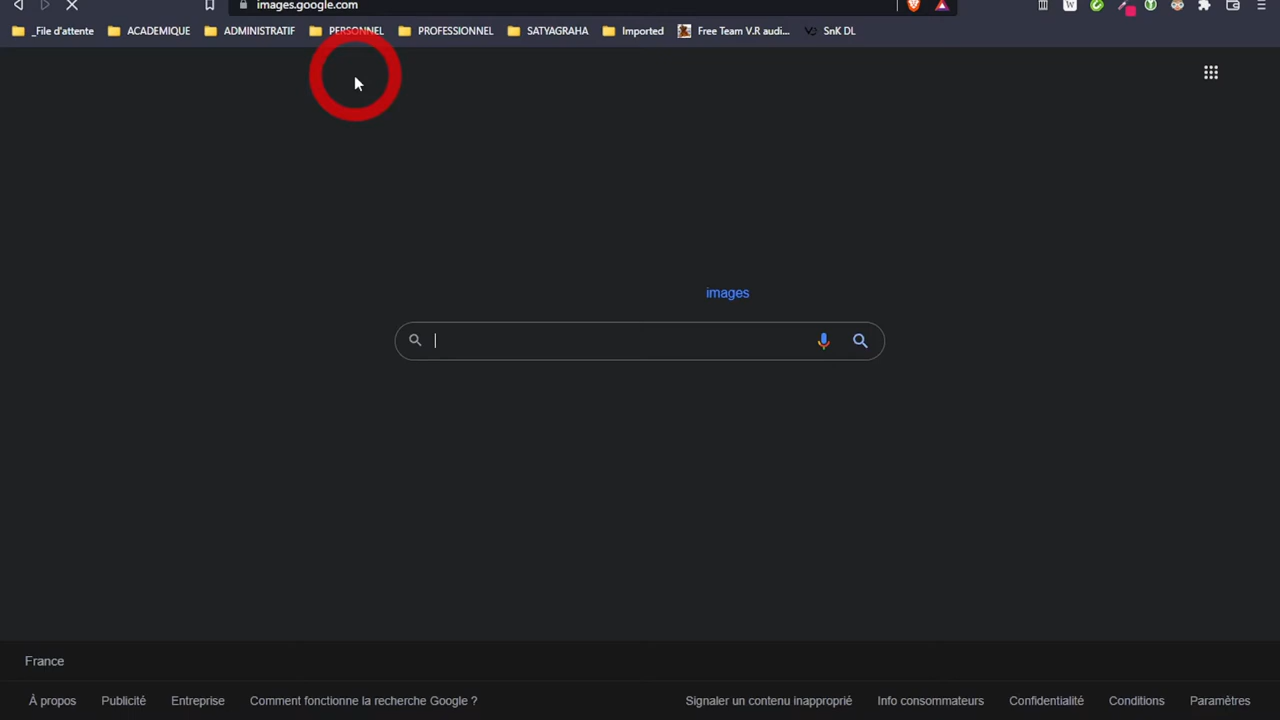 images.google.com
_File d'attente ACADEMIQUE ADMINISTRATIF PERSONNEL PROFESSIONNEL SATYAGRAHA Imported Free Team V.R audi... SnK DL
images
France
À propos Publicité Entreprise Comment fonctionne la recherche Google ? Signaler un contenu inapproprié Info consommateurs Confidentialité Conditions Paramètres